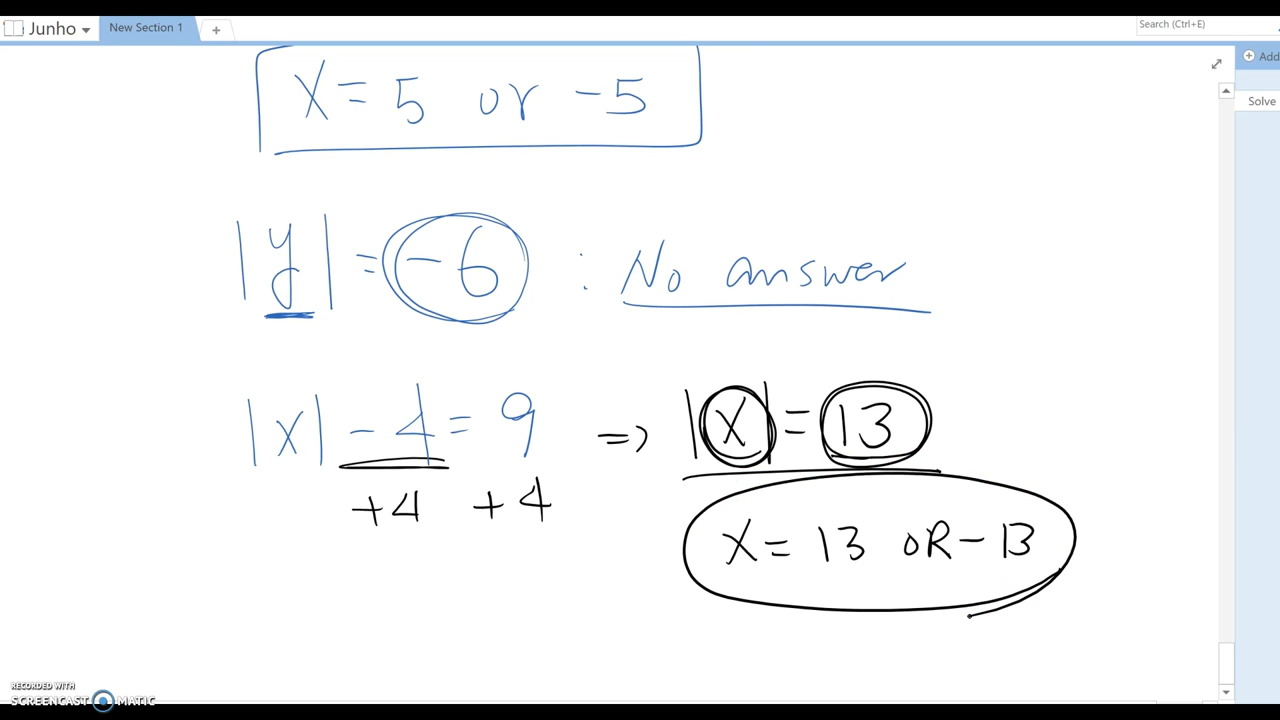 Junho
New Section 1
+
Search (Ctrl+E)
Add
Solve
X = 5 or -5
|y| = -6 : No answer
|x| - 4 = 9 => |x| = 13
+4 +4
X = 13 OR -13
RECORDED WITH
SCREENCAST MATIC